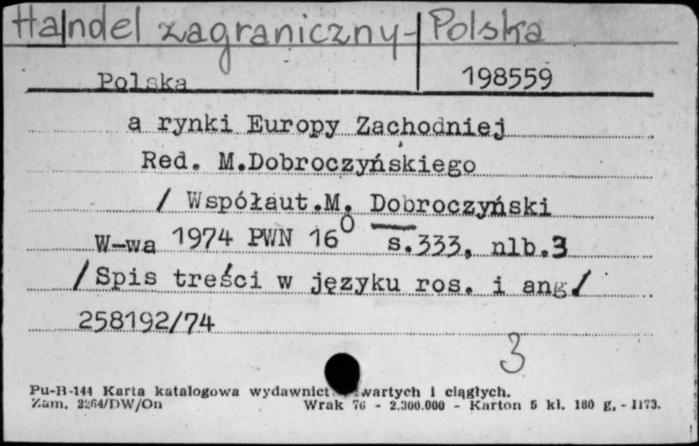 Handel zagraniczny - Polska
Polska 198559
a rynki Europy Zachodniej
Red. M.Dobroczyńskiego
/ Współaut.M. Dobroczyński
W-wa 1974 PWN 16⁰ s.333, nlb.3
/Spis treści w języku ros. i ang/
258192/74
3
Pu-B-144 Karta katalogowa wydawnict wartych i ciągłych.
Zam. 2264/DW/On Wrak 76 - 2.300.000 - Karton 5 kl. 180 g. - 1173.